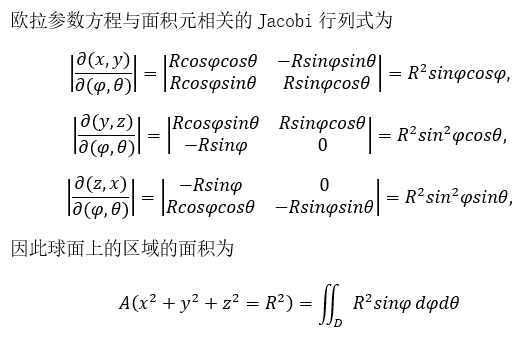 欧拉参数方程与面积元相关的 Jacobi 行列式为
|∂(x, y)/∂(φ, θ)| = |Rcosφcosθ −Rsinφsinθ; Rcosφsinθ Rsinφcosθ| = R²sinφcosφ,
|∂(y, z)/∂(φ, θ)| = |Rcosφsinθ Rsinφcosθ; −Rsinφ 0| = R²sin²φcosθ,
|∂(z, x)/∂(φ, θ)| = |−Rsinφ 0; Rcosφcosθ −Rsinφsinθ| = R²sin²φsinθ,
因此球面上的区域的面积为
A(x² + y² + z² = R²) = ∬_D R²sinφ dφdθ